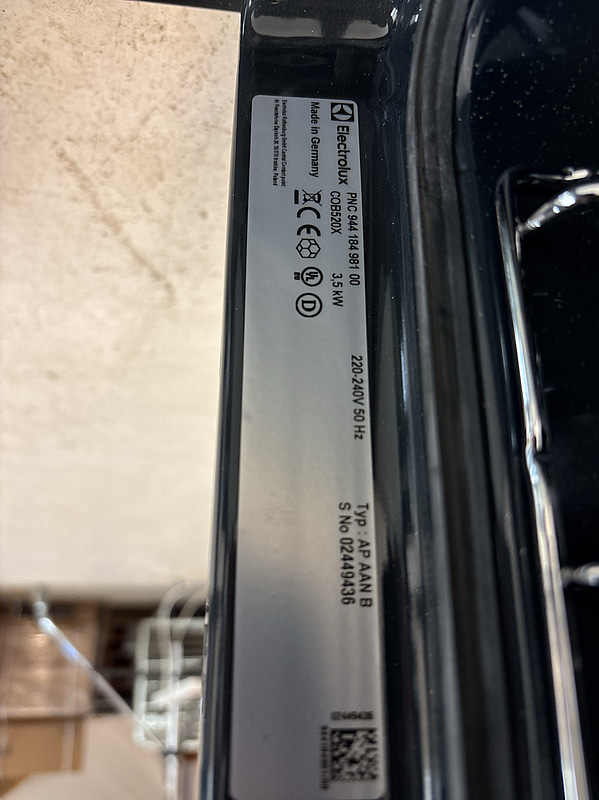 Electrolux
Made in Germany
PNC 944 184 981 00
COB520X
3,5 kW
220-240V 50 Hz
Typ : AP AAN B
S No 02449436
02449436